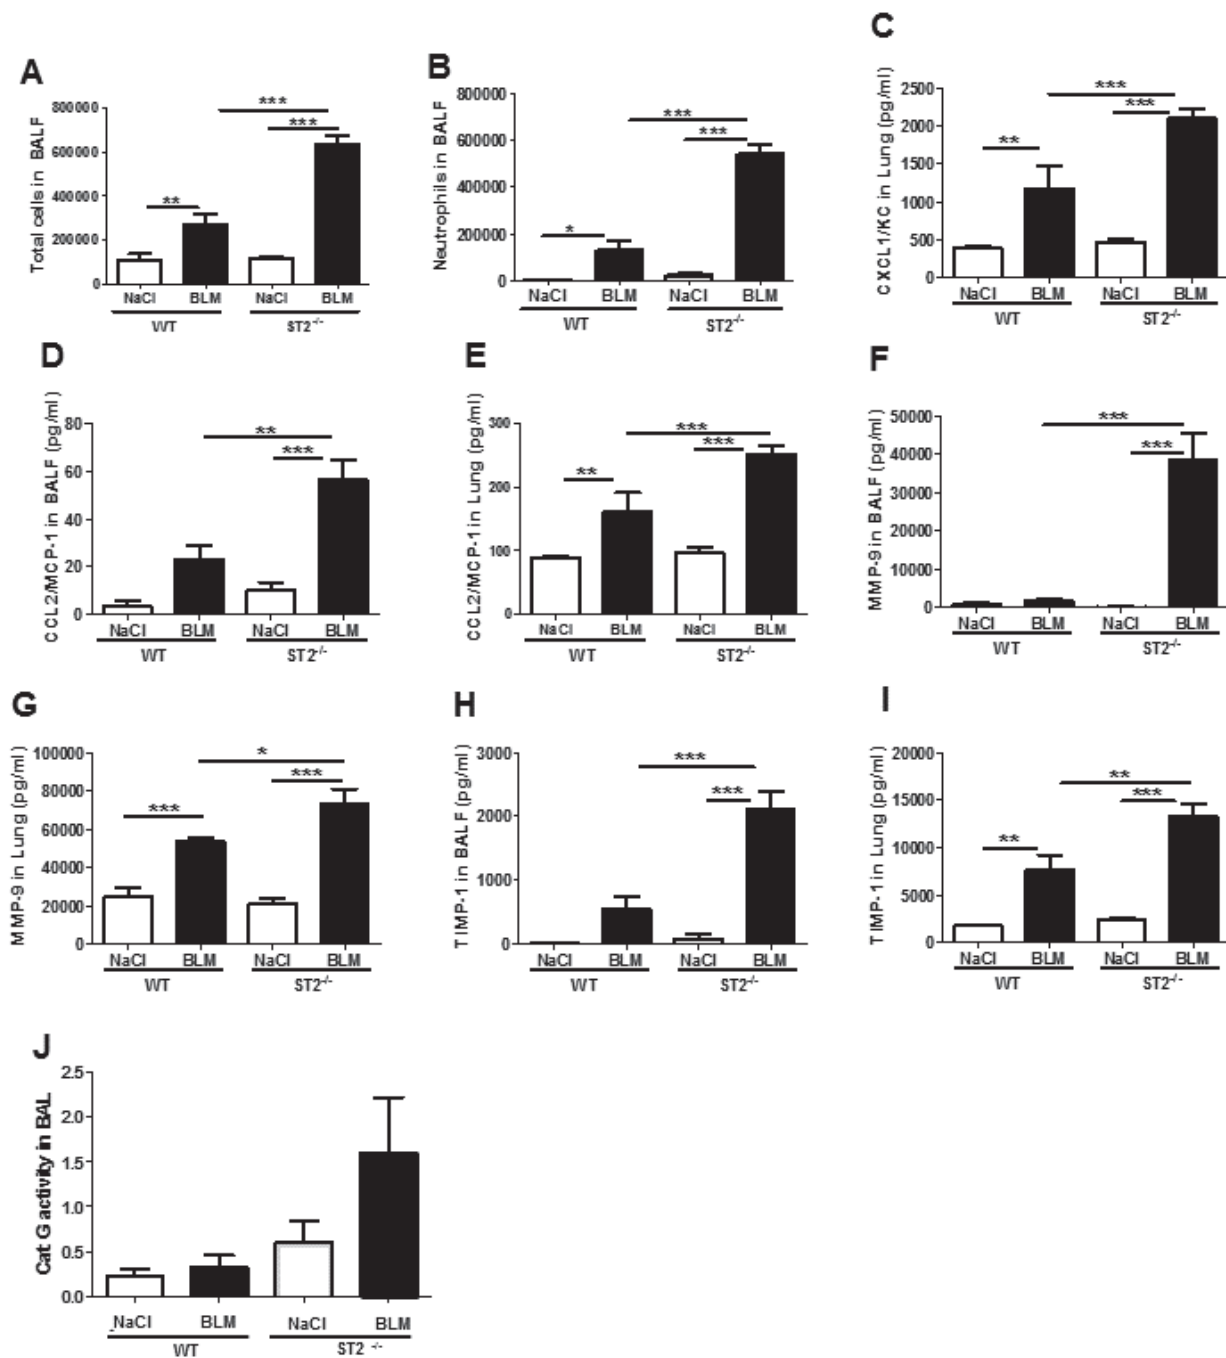 A
Total cells in BALF
800000
600000
400000
200000
0
**
***
***
NaCl BLM NaCl BLM
WT ST2-/-
B
Neutrophils in BALF
800000
600000
400000
200000
0
*
***
***
NaCl BLM NaCl BLM
WT ST2-/-
C
CXCL1/KC in Lung (pg/ml)
2500
2000
1500
1000
500
0
**
***
***
NaCl BLM NaCl BLM
WT ST2-/-
D
CCL2/MCP-1 in BALF (pg/ml)
80
60
40
20
0
**
***
NaCl BLM NaCl BLM
WT ST2-/-
E
CCL2/MCP-1 in Lung (pg/ml)
300
200
100
0
**
***
***
NaCl BLM NaCl BLM
WT ST2-/-
F
MMP-9 in BALF (pg/ml)
50000
40000
30000
20000
10000
0
***
***
NaCl BLM NaCl BLM
WT ST2-/-
G
MMP-9 in Lung (pg/ml)
100000
80000
60000
40000
20000
0
***
*
***
NaCl BLM NaCl BLM
WT ST2-/-
H
TIMP-1 in BALF (pg/ml)
3000
2000
1000
0
***
***
NaCl BLM NaCl BLM
WT ST2-/-
I
TIMP-1 in Lung (pg/ml)
20000
15000
10000
5000
0
**
**
***
NaCl BLM NaCl BLM
WT ST2-/-
J
Cat G activity in BAL
2.5
2.0
1.5
1.0
0.5
0.0
NaCl BLM NaCl BLM
WT ST2 -/-